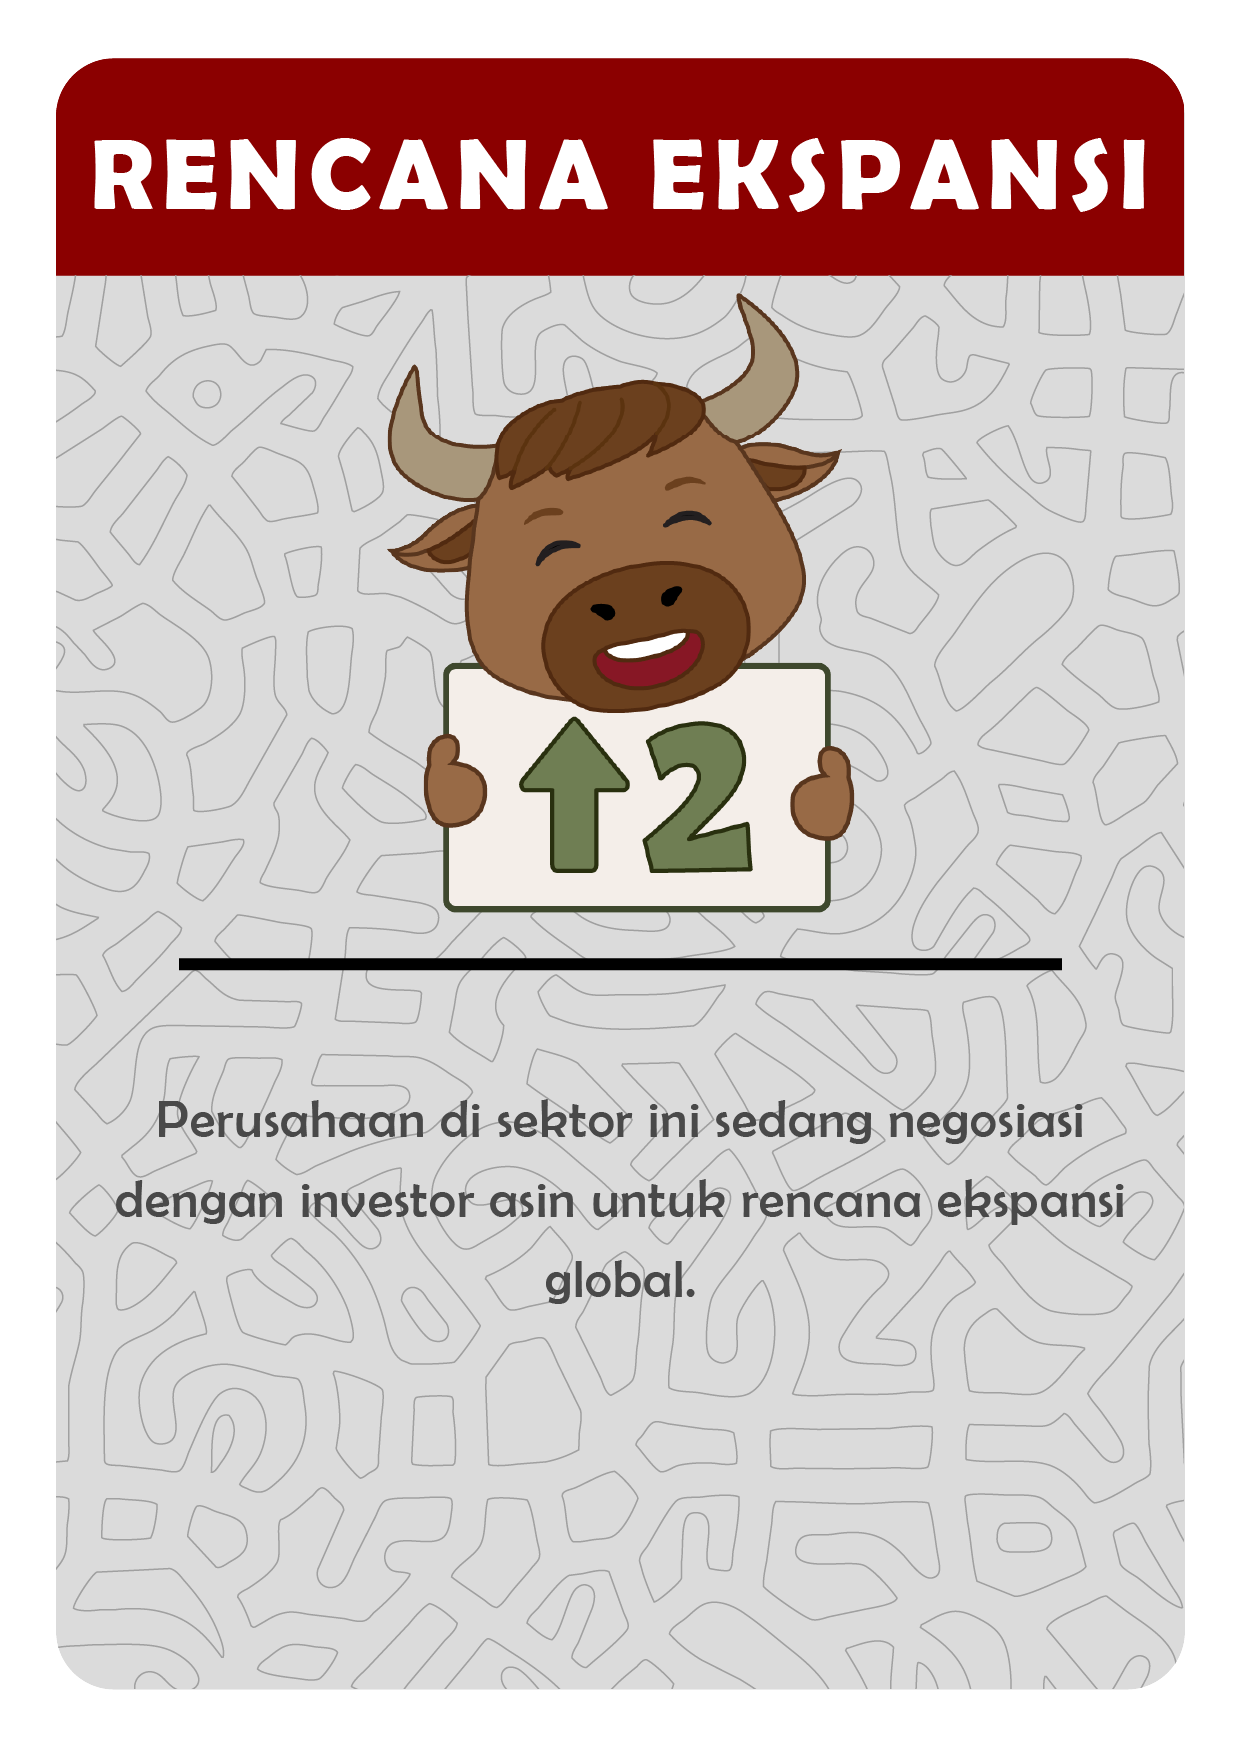 RENCANA EKSPANSI
↑2
Perusahaan di sektor ini sedang negosiasi
dengan investor asin untuk rencana ekspansi
global.